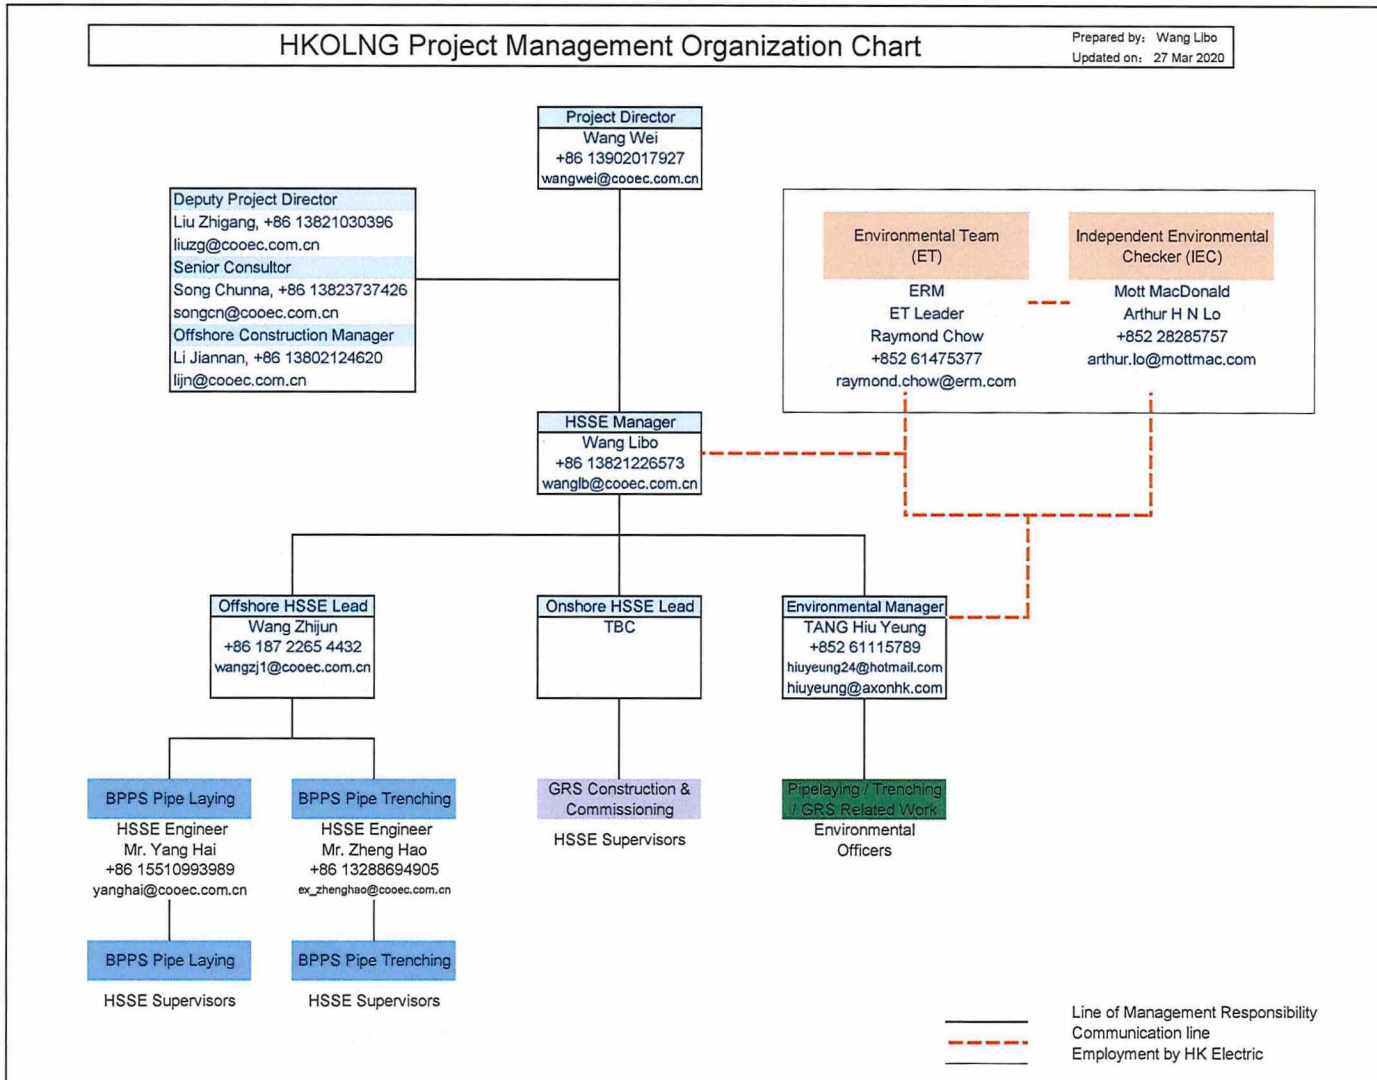 HKOLNG Project Management Organization Chart
Prepared by: Wang Libo
Updated on: 27 Mar 2020
Project Director
Wang Wei
+86 13902017927
wangwei@cooec.com.cn
Deputy Project Director
Liu Zhigang, +86 13821030396
liuzg@cooec.com.cn
Senior Consultor
Song Chunna, +86 13823737426
songcn@cooec.com.cn
Offshore Construction Manager
Li Jiannan, +86 13802124620
lijn@cooec.com.cn
Environmental Team
(ET)
ERM
ET Leader
Raymond Chow
+852 61475377
raymond.chow@erm.com
Independent Environmental
Checker (IEC)
Mott MacDonald
Arthur H N Lo
+852 28285757
arthur.lo@mottmac.com
HSSE Manager
Wang Libo
+86 13821226573
wanglb@cooec.com.cn
Offshore HSSE Lead
Wang Zhijun
+86 187 2265 4432
wangzj1@cooec.com.cn
Onshore HSSE Lead
TBC
Environmental Manager
TANG Hiu Yeung
+852 61115789
hiuyeung24@hotmail.com
hiuyeung@axonhk.com
BPPS Pipe Laying
HSSE Engineer
Mr. Yang Hai
+86 15510993989
yanghai@cooec.com.cn
BPPS Pipe Trenching
HSSE Engineer
Mr. Zheng Hao
+86 13288694905
ex_zhenghao@cooec.com.cn
GRS Construction &
Commissioning
HSSE Supervisors
Pipelaying / Trenching
/ GRS Related Work
Environmental
Officers
BPPS Pipe Laying
HSSE Supervisors
BPPS Pipe Trenching
HSSE Supervisors
Line of Management Responsibility
Communication line
Employment by HK Electric